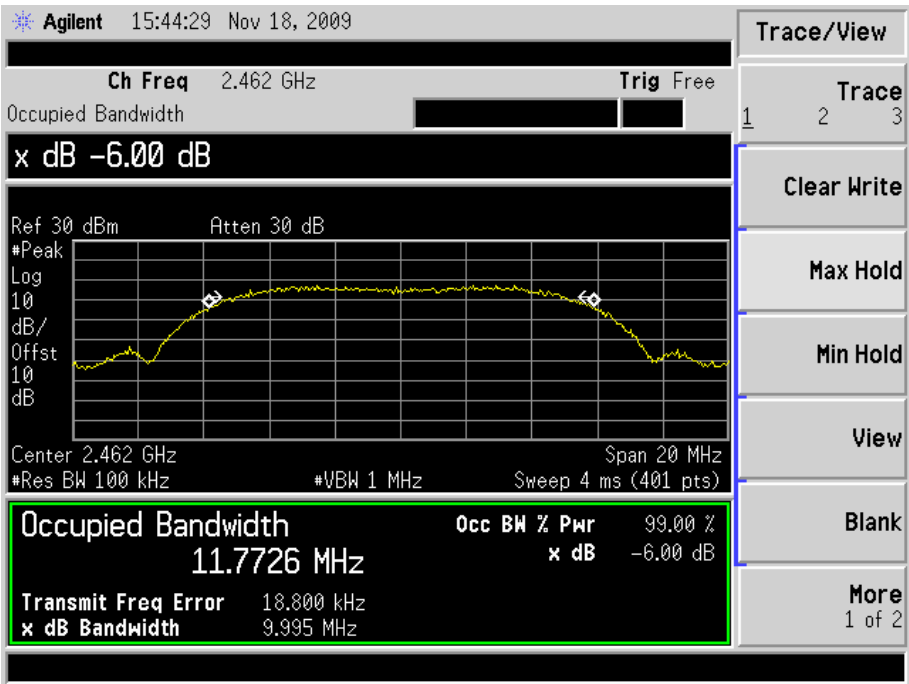 Agilent 15:44:29 Nov 18, 2009
Trace/View
Ch Freq 2.462 GHz Trig Free
Occupied Bandwidth
Trace
1 2 3
x dB -6.00 dB
Clear Write
Ref 30 dBm Atten 30 dB
#Peak
Log
10
dB/
Offst
10
dB
Max Hold
Min Hold
Center 2.462 GHz Span 20 MHz
#Res BW 100 kHz #VBW 1 MHz Sweep 4 ms (401 pts)
View
Occupied Bandwidth
11.7726 MHz
Occ BW % Pwr 99.00 %
x dB -6.00 dB
Blank
Transmit Freq Error 18.800 kHz
x dB Bandwidth 9.995 MHz
More
1 of 2